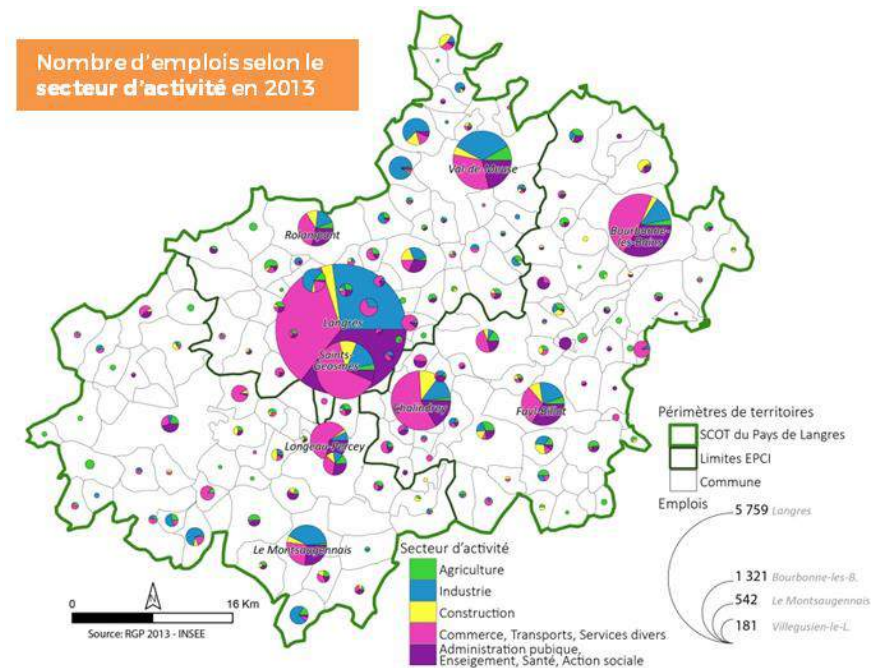 Nombre d'emplois selon le
secteur d'activité en 2013
Val-de-Meuse
Rolampont
Bourbonne-
les-Bains
Langres
Saints-
Geosmes
Chalindrey
Fayl-Billot
Longeau-Percey
Le Montsaugeonnais
Périmètres de territoires
SCOT du Pays de Langres
Limites EPCI
Commune
Emplois
5 759 Langres
1 321 Bourbonne-les-B.
542 Le Montsaugeonnais
181 Villegusien-le-L.
Secteur d'activité
Agriculture
Industrie
Construction
Commerce, Transports, Services divers
Administration pubique,
Enseigement, Santé, Action sociale
N
0 16 Km
Source: RGP 2013 - INSEE